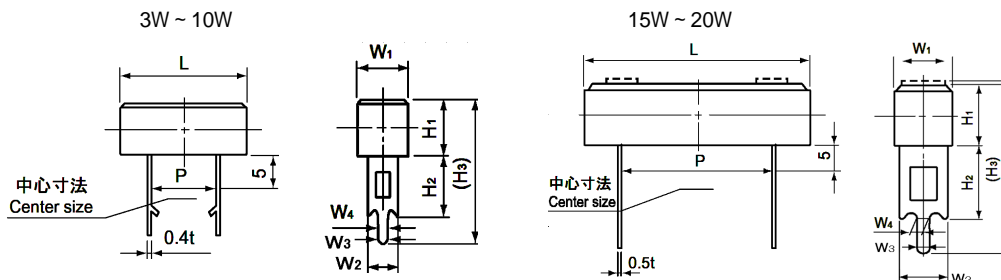 3W ~ 10W
L
P
5
中心寸法
Center size
0.4t
W1
H1
H2
(H3)
W4
W3
W2
15W ~ 20W
L
P
5
中心寸法
Center size
0.5t
W1
H1
H2
(H3)
W4
W3
W2